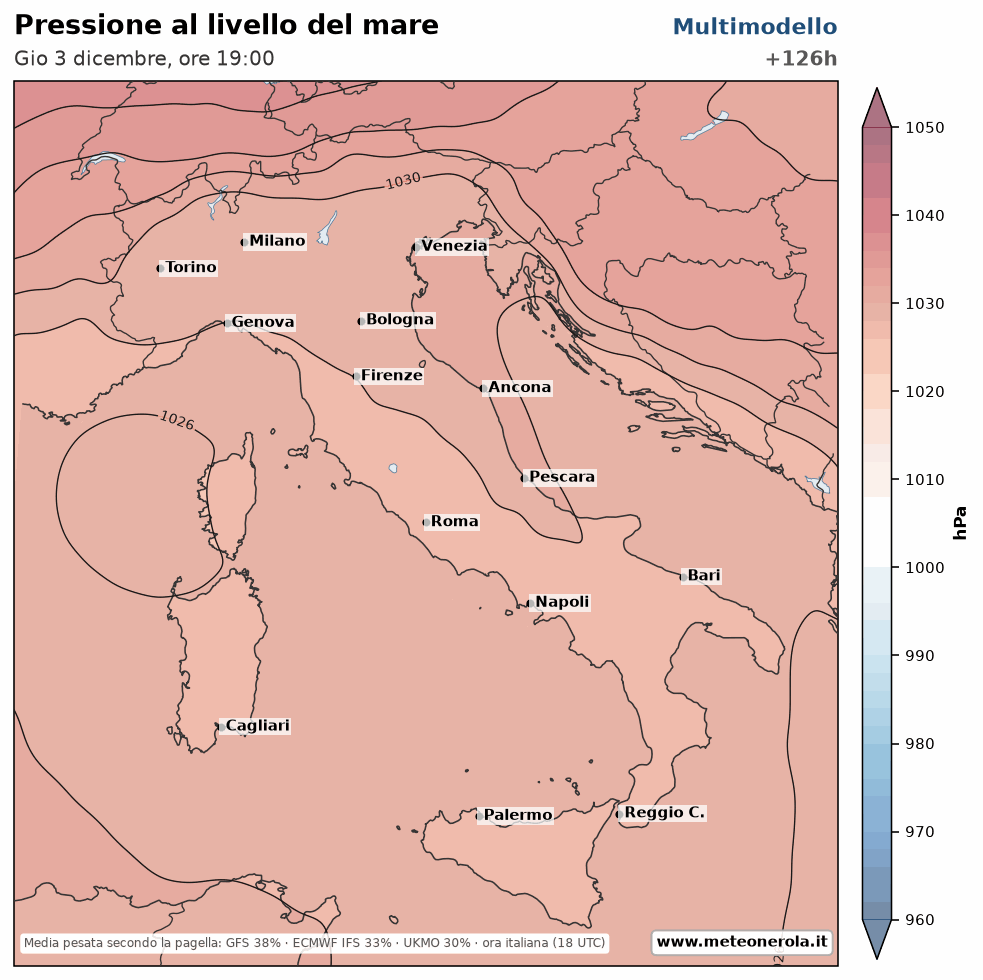 Pressione al livello del mare
Multimodello
Gio 3 dicembre, ore 19:00
+126h
1050
1040
1030
1020
1010
1000
990
980
970
960
hPa
1030
Milano
Venezia
Torino
Genova
Bologna
Firenze
Ancona
1026
Pescara
Roma
Bari
Napoli
Cagliari
Palermo
Reggio C.
Media pesata secondo la pagella: GFS 38% · ECMWF IFS 33% · UKMO 30% · ora italiana (18 UTC)
www.meteonerola.it